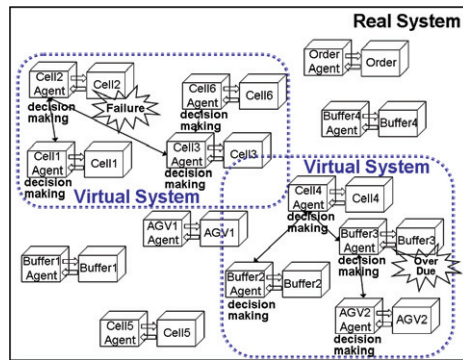 Real System
Order
Agent
Order
Cell2
Agent
Cell2
decision
making
Failure
Cell6
Agent
Cell6
decision
making
Buffer4
Agent
Buffer4
Cell1
Agent
Cell1
decision
making
Cell3
Agent
Cell3
decision
making
Virtual System
Virtual System
Cell4
Agent
Cell4
decision
making
AGV1
Agent
AGV1
Buffer3
Agent
Buffer3
decision
making
Over
Due
Buffer1
Agent
Buffer1
Buffer2
Agent
Buffer2
decision
making
Cell5
Agent
Cell5
AGV2
Agent
AGV2
decision
making